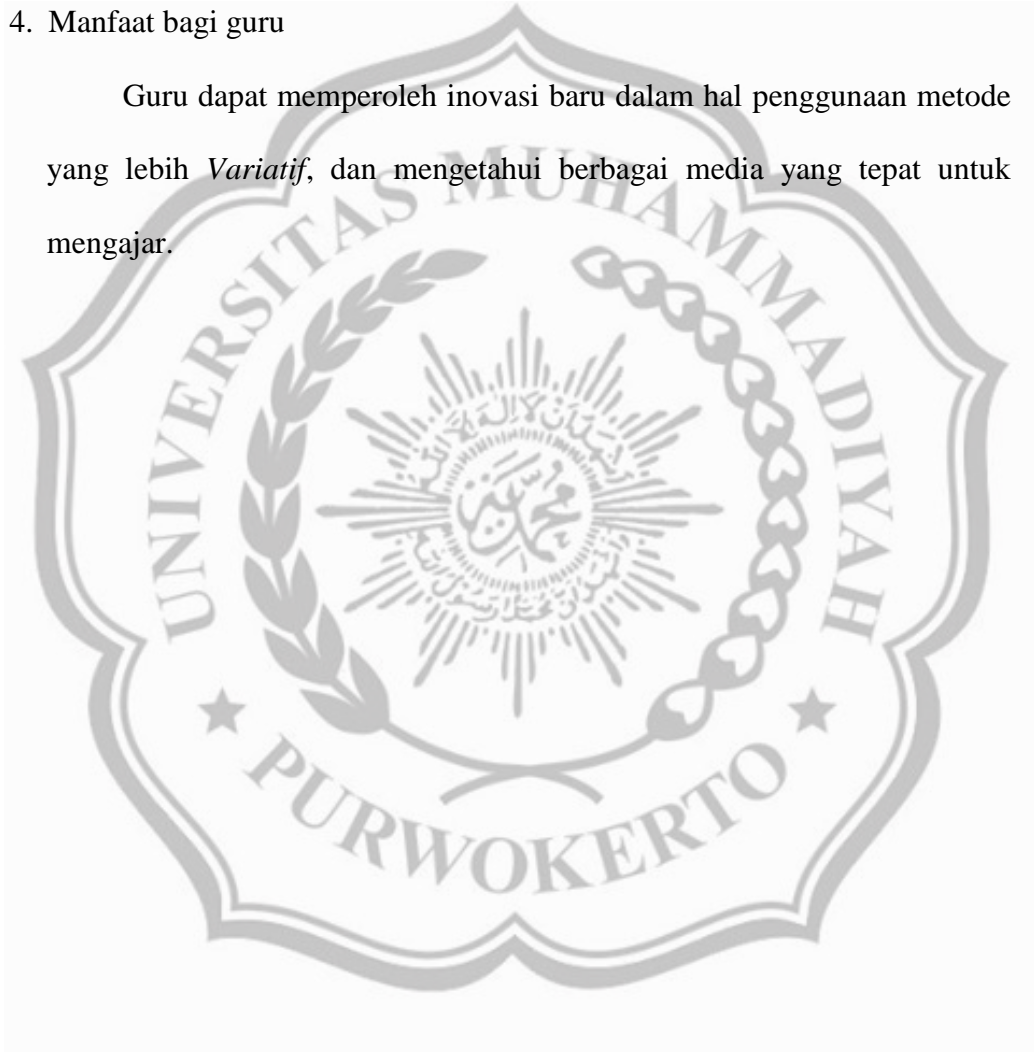 4. Manfaat bagi guru
Guru dapat memperoleh inovasi baru dalam hal penggunaan metode
yang lebih Variatif, dan mengetahui berbagai media yang tepat untuk
mengajar.
UNIVERSITAS MUHAMMADIYAH
PURWOKERTO